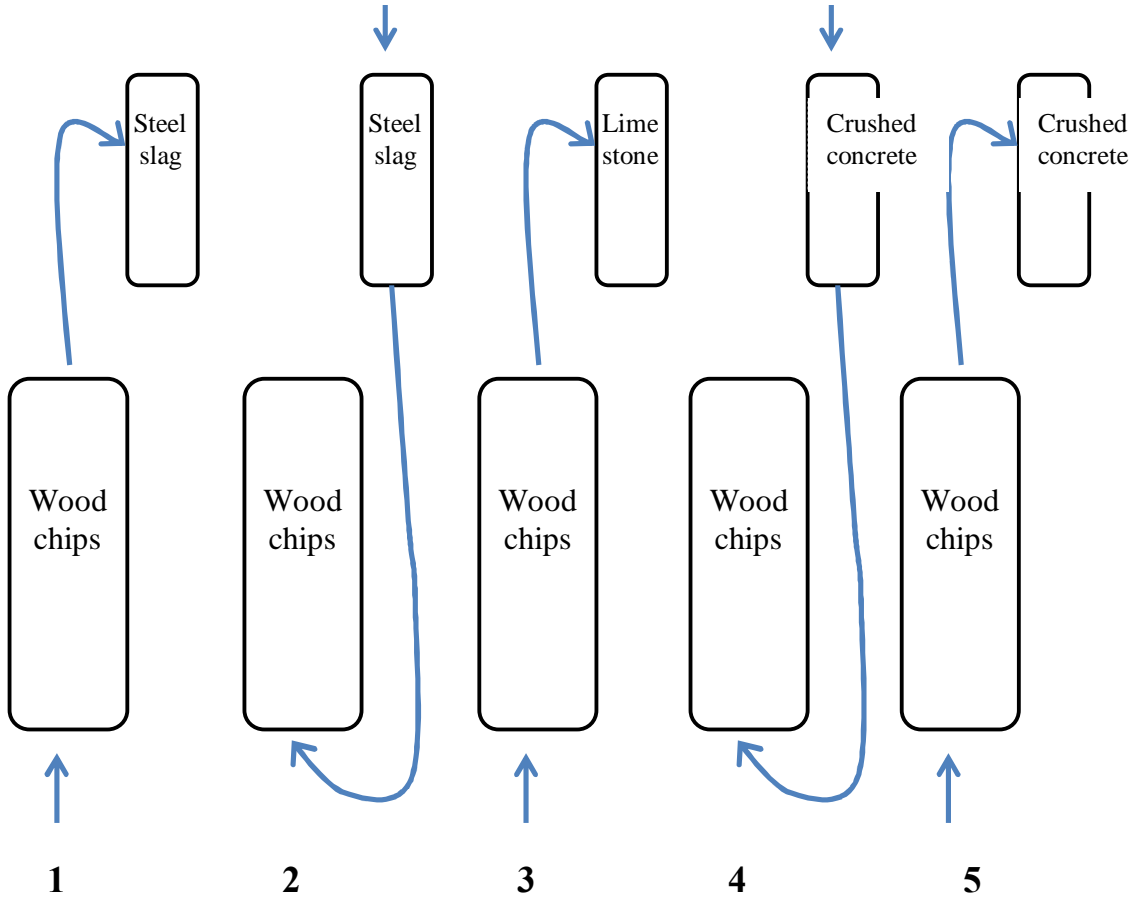 Steel
slag
Steel
slag
Lime
stone
Crushed
concrete
Crushed
concrete
Wood
chips
Wood
chips
Wood
chips
Wood
chips
Wood
chips
1
2
3
4
5